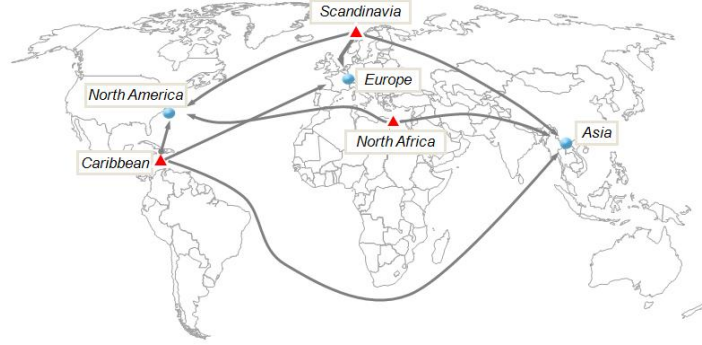 Scandinavia
Europe
North America
North Africa
Asia
Caribbean